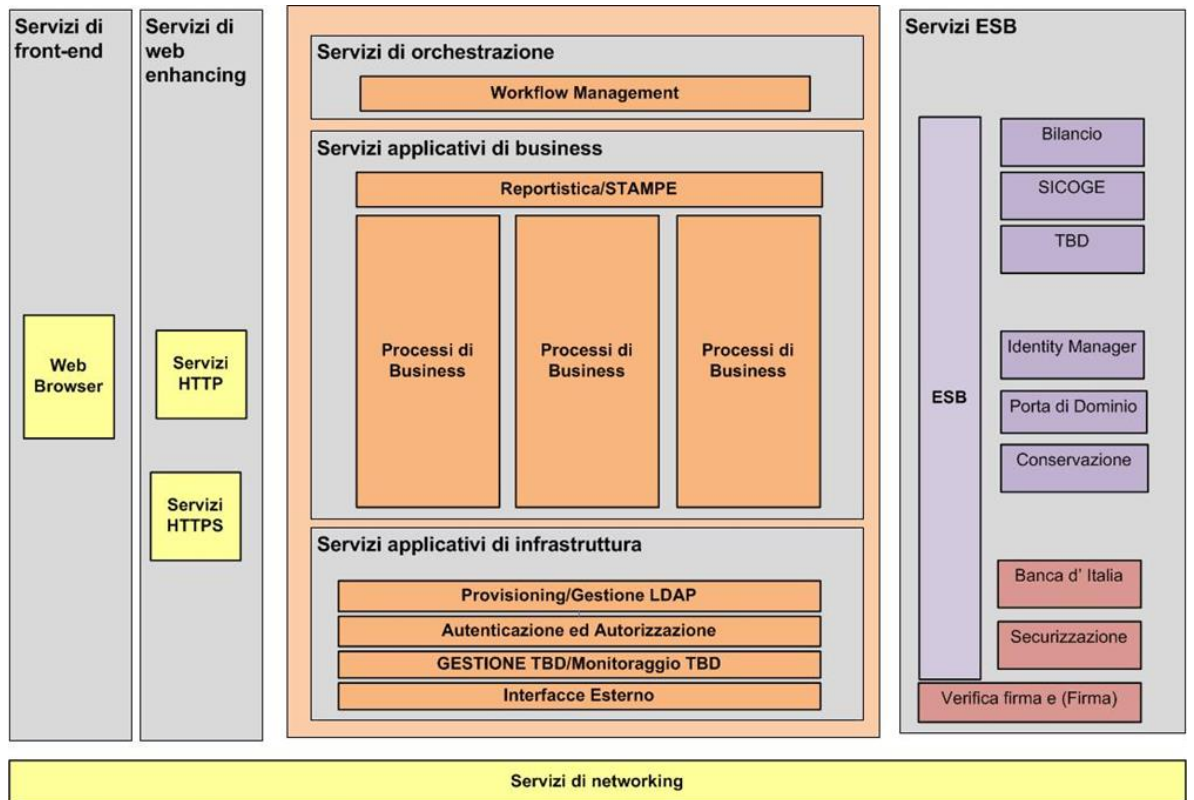 Servizi di
front-end
Web
Browser
Servizi di
web
enhancing
Servizi
HTTP
Servizi
HTTPS
Servizi di orchestrazione
Workflow Management
Servizi applicativi di business
Reportistica/STAMPE
Processi di
Business
Processi di
Business
Processi di
Business
Servizi applicativi di infrastruttura
Provisioning/Gestione LDAP
Autenticazione ed Autorizzazione
GESTIONE TBD/Monitoraggio TBD
Interfacce Esterno
Servizi ESB
ESB
Bilancio
SICOGE
TBD
Identity Manager
Porta di Dominio
Conservazione
Banca d' Italia
Securizzazione
Verifica firma e (Firma)
Servizi di networking